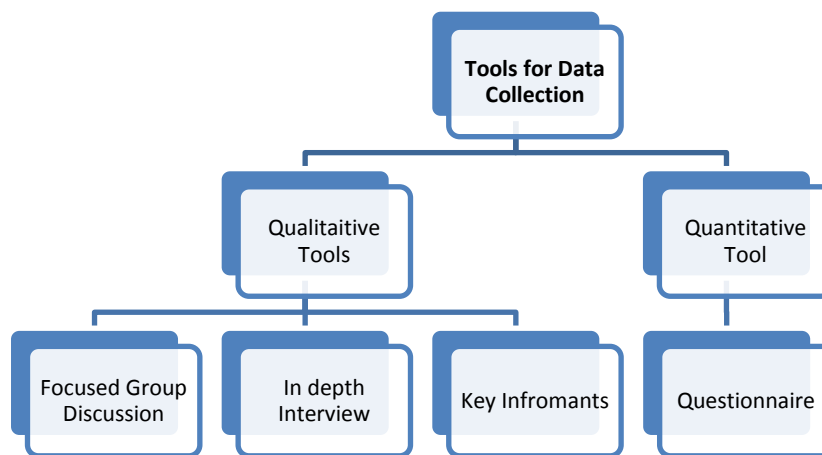 Tools for Data
Collection
Qualitaitive
Tools
Quantitative
Tool
Focused Group
Discussion
In depth
Interview
Key Infromants
Questionnaire